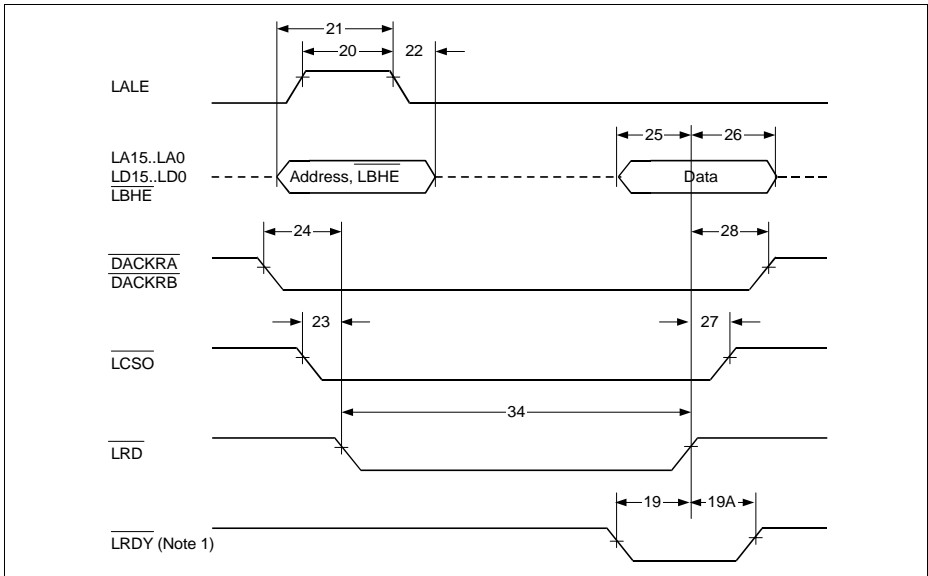 21
20
22
LALE
25
26
LA15..LA0
LD15..LD0
LBHE
Address, LBHE
Data
24
28
DACKRA
DACKRB
23
27
LCSO
34
LRD
19
19A
LRDY (Note 1)